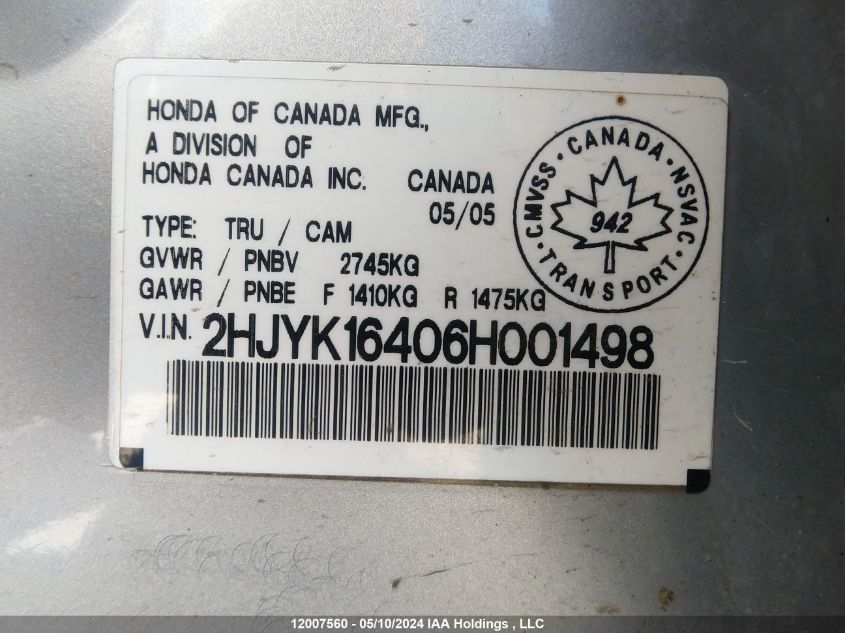 HONDA OF CANADA MFG.,
A DIVISION OF
HONDA CANADA INC. CANADA
05/05
TYPE: TRU / CAM
GVWR / PNBV 2745KG
GAWR / PNBE F 1410KG R 1475KG
V.I.N. 2HJYK16406H001498
CMVSS · CANADA · NSVAC · TRANSPORT ·
942
12007560 - 05/10/2024 IAA Holdings , LLC